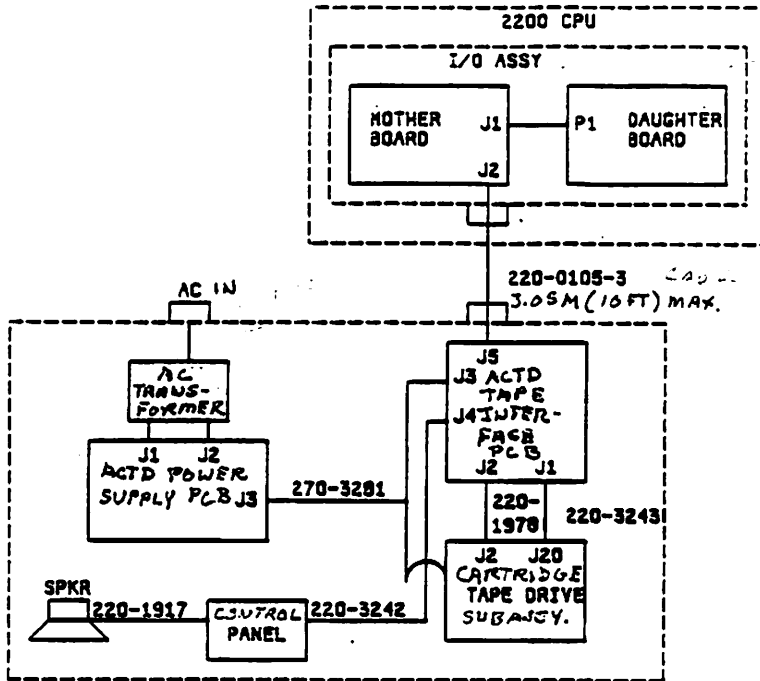 2200 CPU
I/O ASSY
MOTHER
BOARD
J1
P1
DAUGHTER
BOARD
J2
220-0105-3
3.05M (10FT) MAX.
AC IN
AC
TRANS-
FORMER
J1 J2
ACTD POWER
SUPPLY PCB J3
270-3281
J5
J3 ACTD
TAPE
J4 INTER-
FACE
PCB
J2 J1
220-
1978
220-3243
J2 J20
CARTRIDGE
TAPE DRIVE
SUBASSY.
SPKR
220-1917
CONTROL
PANEL
220-3242